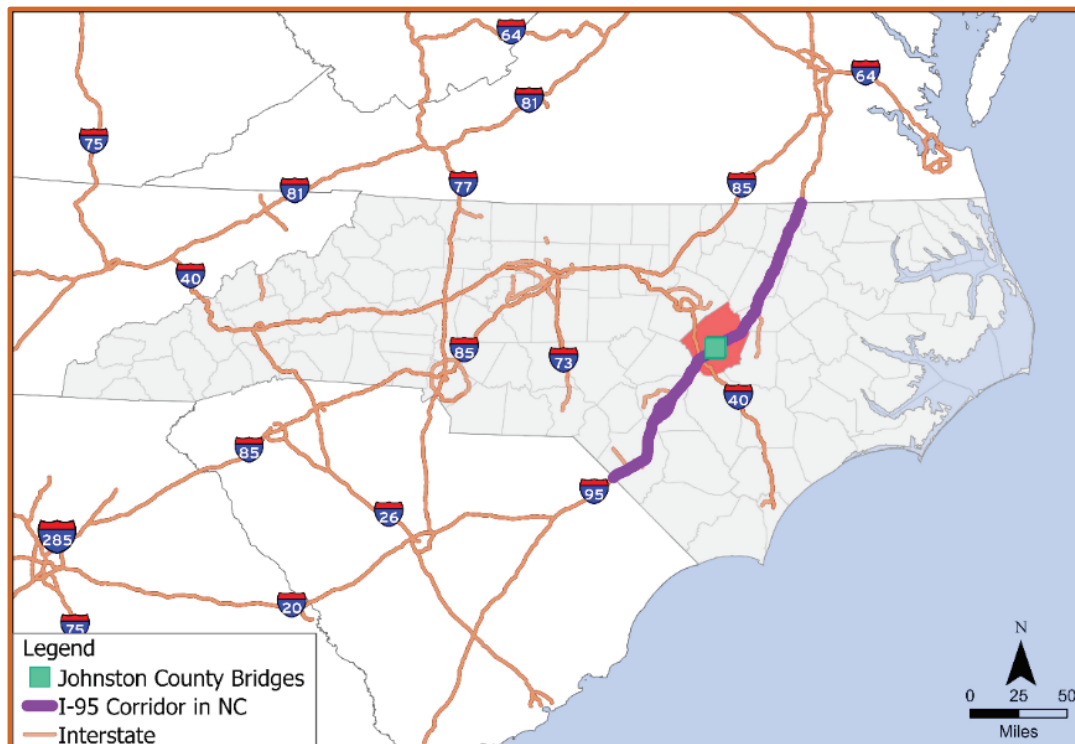 64
64
75
81
81
77
85
40
85
73
40
85
95
26
285
20
75
Legend
Johnston County Bridges
I-95 Corridor in NC
Interstate
N
0 25 50
Miles